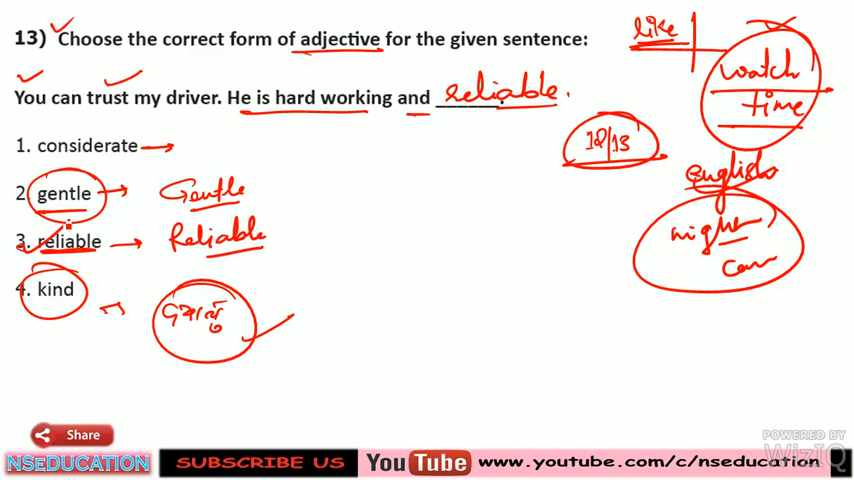 13) Choose the correct form of adjective for the given sentence:
You can trust my driver. He is hard working and reliable.
1. considerate
2. gentle Gentle
3. reliable Reliable
4. kind दयालु
like
watch
time
12/13
english
Share
NSEDUCATION
SUBSCRIBE US
YouTube
www.youtube.com/c/nseducation
POWERED BY
WizIQ